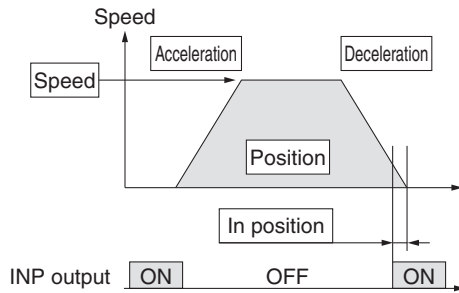 Speed
Acceleration
Deceleration
Speed
Position
In position
INP output
ON
OFF
ON